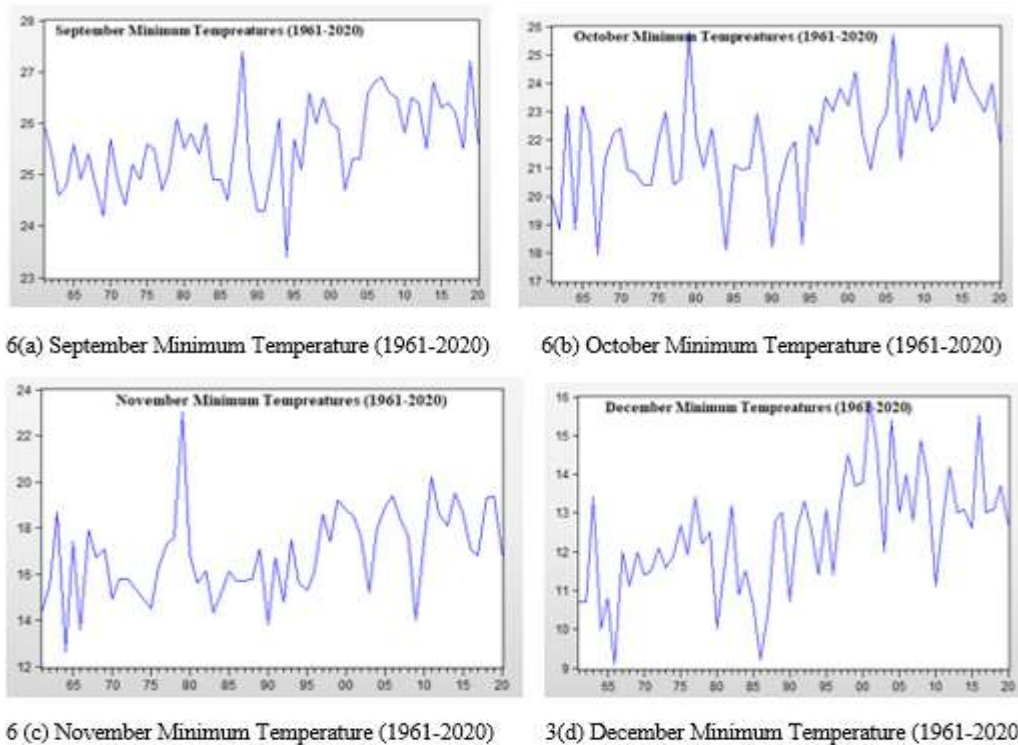 September Minimum Tempreatures (1961-2020)
28
27
26
25
24
23
65 70 75 80 85 90 95 00 05 10 15 20
6(a) September Minimum Temperature (1961-2020)
October Minimum Tempreatures (1961-2020)
26
25
24
23
22
21
20
19
18
17
65 70 75 80 85 90 95 00 05 10 15 20
6(b) October Minimum Temperature (1961-2020)
November Minimum Tempreatures (1961-2020)
24
22
20
18
16
14
12
65 70 75 80 85 90 95 00 05 10 15 20
6 (c) November Minimum Temperature (1961-2020)
December Minimum Tempreatures (1961-2020)
16
15
14
13
12
11
10
9
65 70 75 80 85 90 95 00 05 10 15 20
3(d) December Minimum Temperature (1961-2020